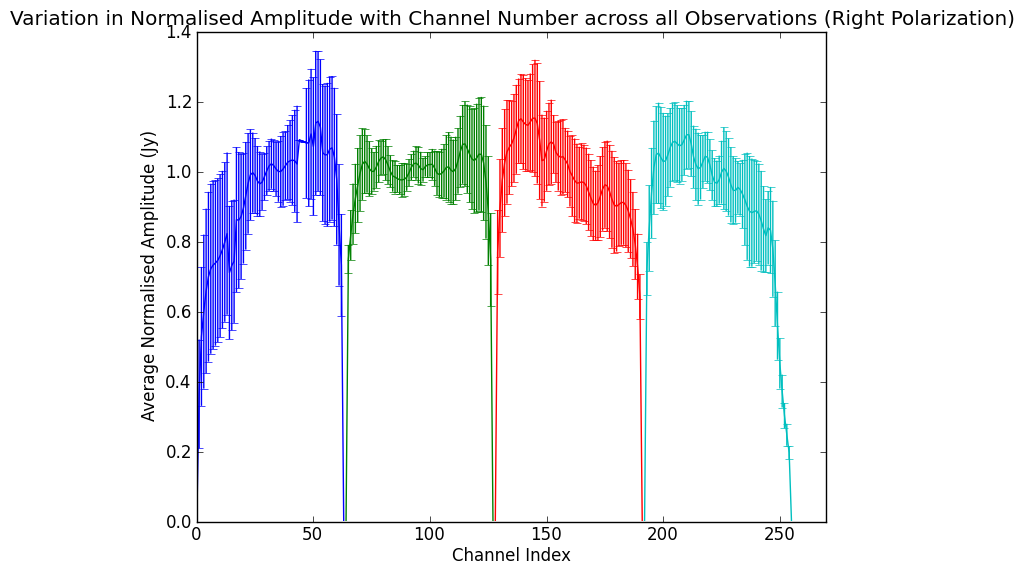 Variation in Normalised Amplitude with Channel Number across all Observations (Right Polarization)
1.4
1.2
1.0
0.8
0.6
0.4
0.2
0.0
Average Normalised Amplitude (Jy)
0 50 100 150 200 250
Channel Index